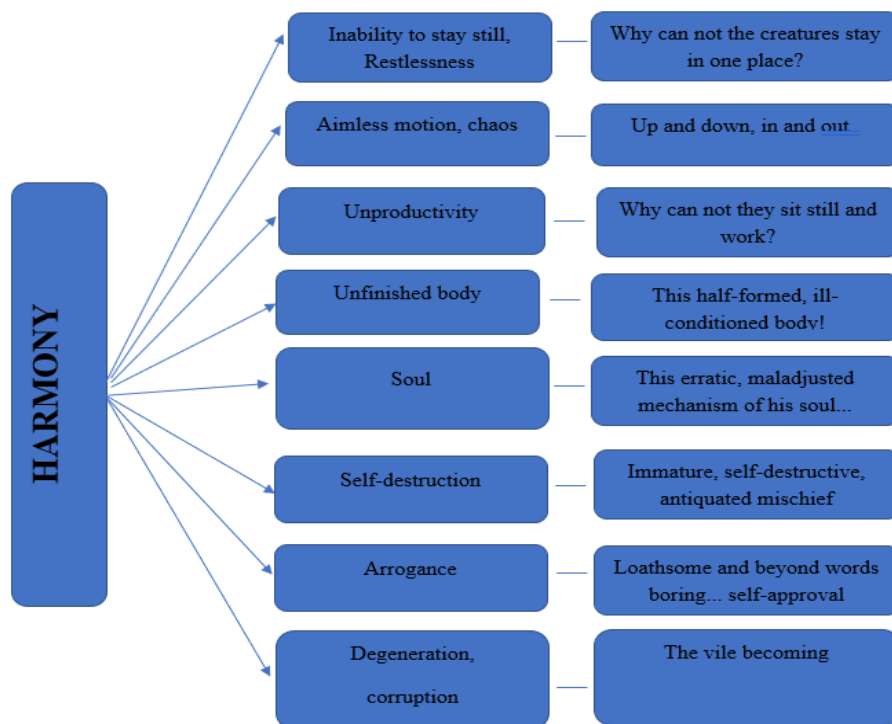 HARMONY
Inability to stay still,
Restlessness
Why can not the creatures stay
in one place?
Aimless motion, chaos
Up and down, in and out...
Unproductivity
Why can not they sit still and
work?
Unfinished body
This half-formed, ill-
conditioned body!
Soul
This erratic, maladjusted
mechanism of his soul...
Self-destruction
Immature, self-destructive,
antiquated mischief
Arrogance
Loathsome and beyond words
boring... self-approval
Degeneration,
corruption
The vile becoming